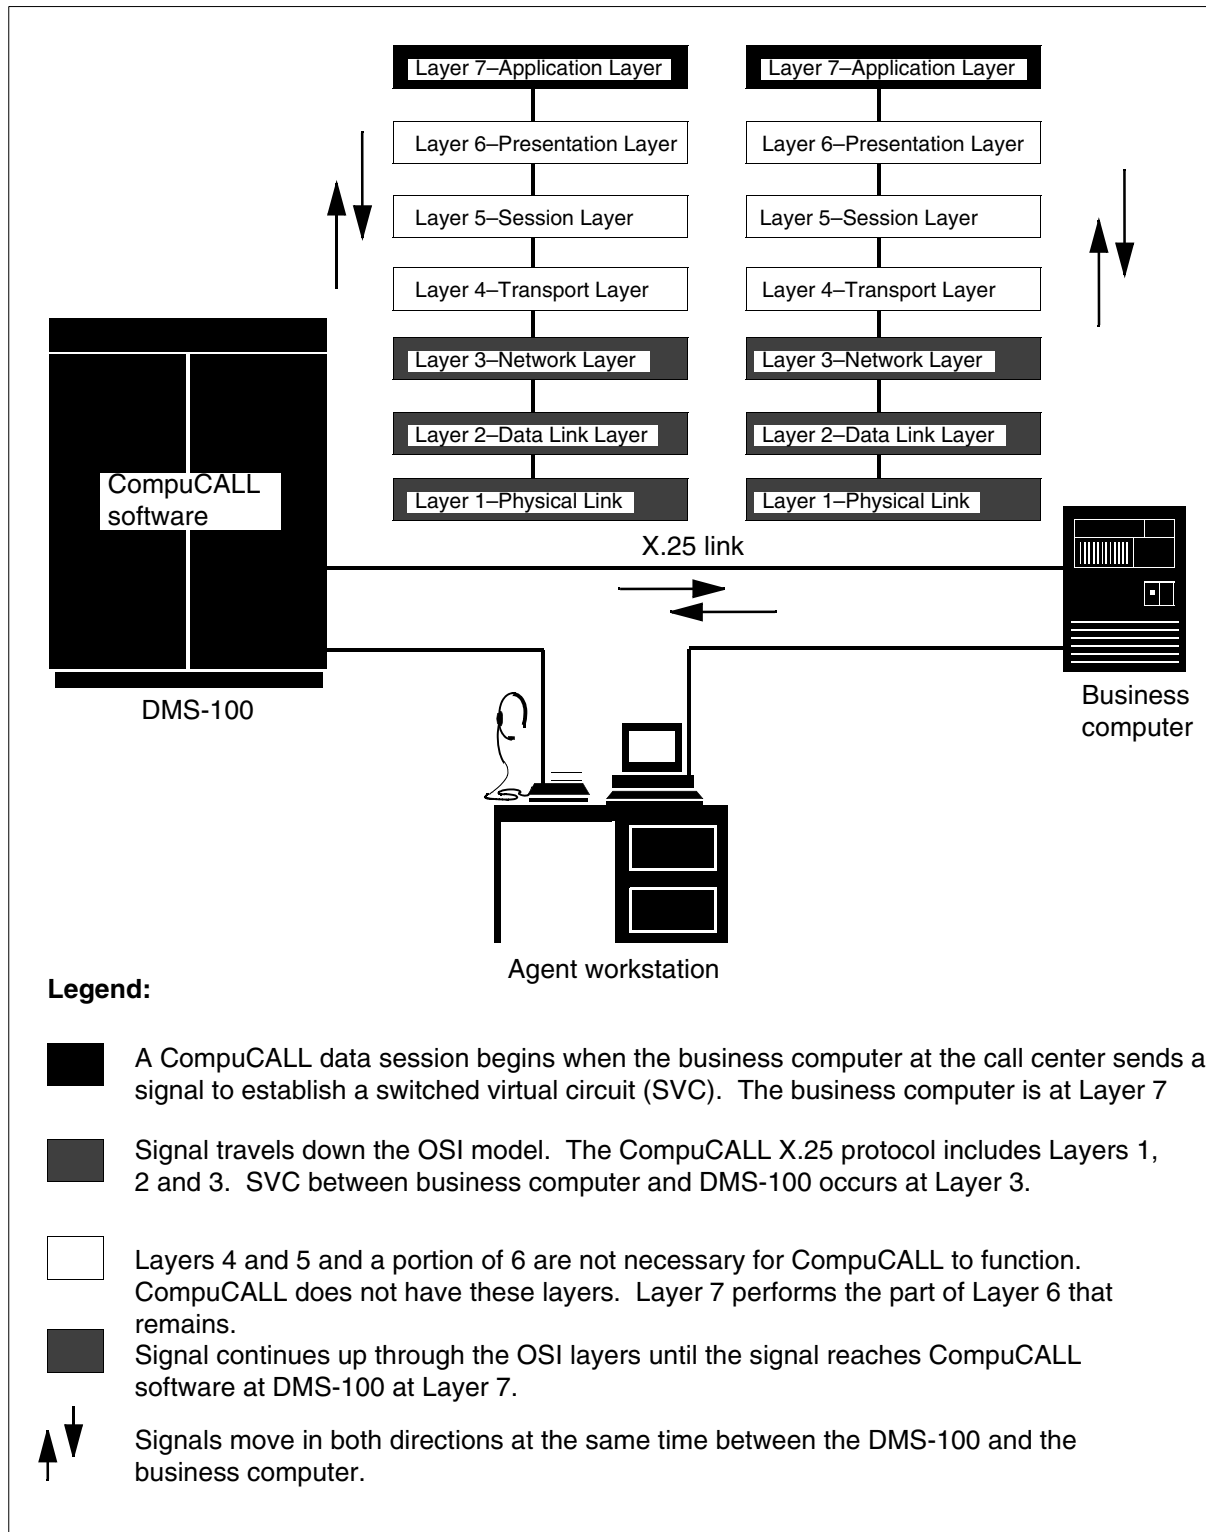 Layer 7–Application Layer
Layer 7–Application Layer
Layer 6–Presentation Layer
Layer 6–Presentation Layer
Layer 5–Session Layer
Layer 5–Session Layer
Layer 4–Transport Layer
Layer 4–Transport Layer
Layer 3–Network Layer
Layer 3–Network Layer
Layer 2–Data Link Layer
Layer 2–Data Link Layer
Layer 1–Physical Link
Layer 1–Physical Link
CompuCALL
software
X.25 link
DMS-100
Business
computer
Agent workstation
Legend:
A CompuCALL data session begins when the business computer at the call center sends a
signal to establish a switched virtual circuit (SVC). The business computer is at Layer 7
Signal travels down the OSI model. The CompuCALL X.25 protocol includes Layers 1,
2 and 3. SVC between business computer and DMS-100 occurs at Layer 3.
Layers 4 and 5 and a portion of 6 are not necessary for CompuCALL to function.
CompuCALL does not have these layers. Layer 7 performs the part of Layer 6 that
remains.
Signal continues up through the OSI layers until the signal reaches CompuCALL
software at DMS-100 at Layer 7.
Signals move in both directions at the same time between the DMS-100 and the
business computer.